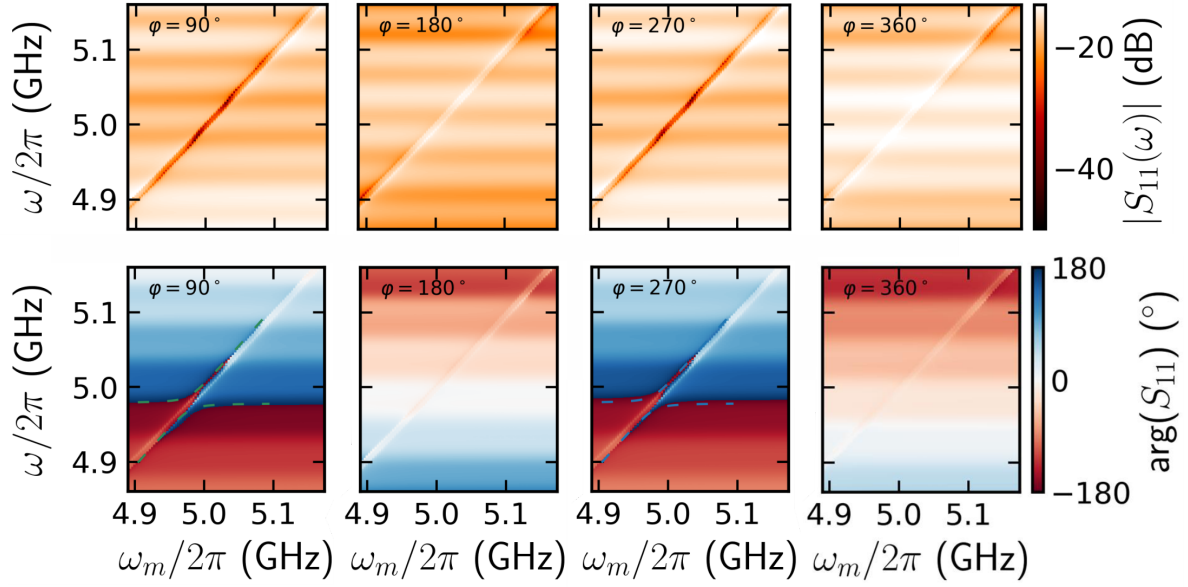 φ = 90° φ = 180° φ = 270° φ = 360°
5.1
5.0
4.9
ω/2π (GHz)
−20
−40
|S₁₁(ω)| (dB)
φ = 90° φ = 180° φ = 270° φ = 360°
5.1
5.0
4.9
ω/2π (GHz)
180
0
−180
arg(S₁₁) (°)
4.9 5.0 5.1 4.9 5.0 5.1 4.9 5.0 5.1 4.9 5.0 5.1
ωₘ/2π (GHz) ωₘ/2π (GHz) ωₘ/2π (GHz) ωₘ/2π (GHz)